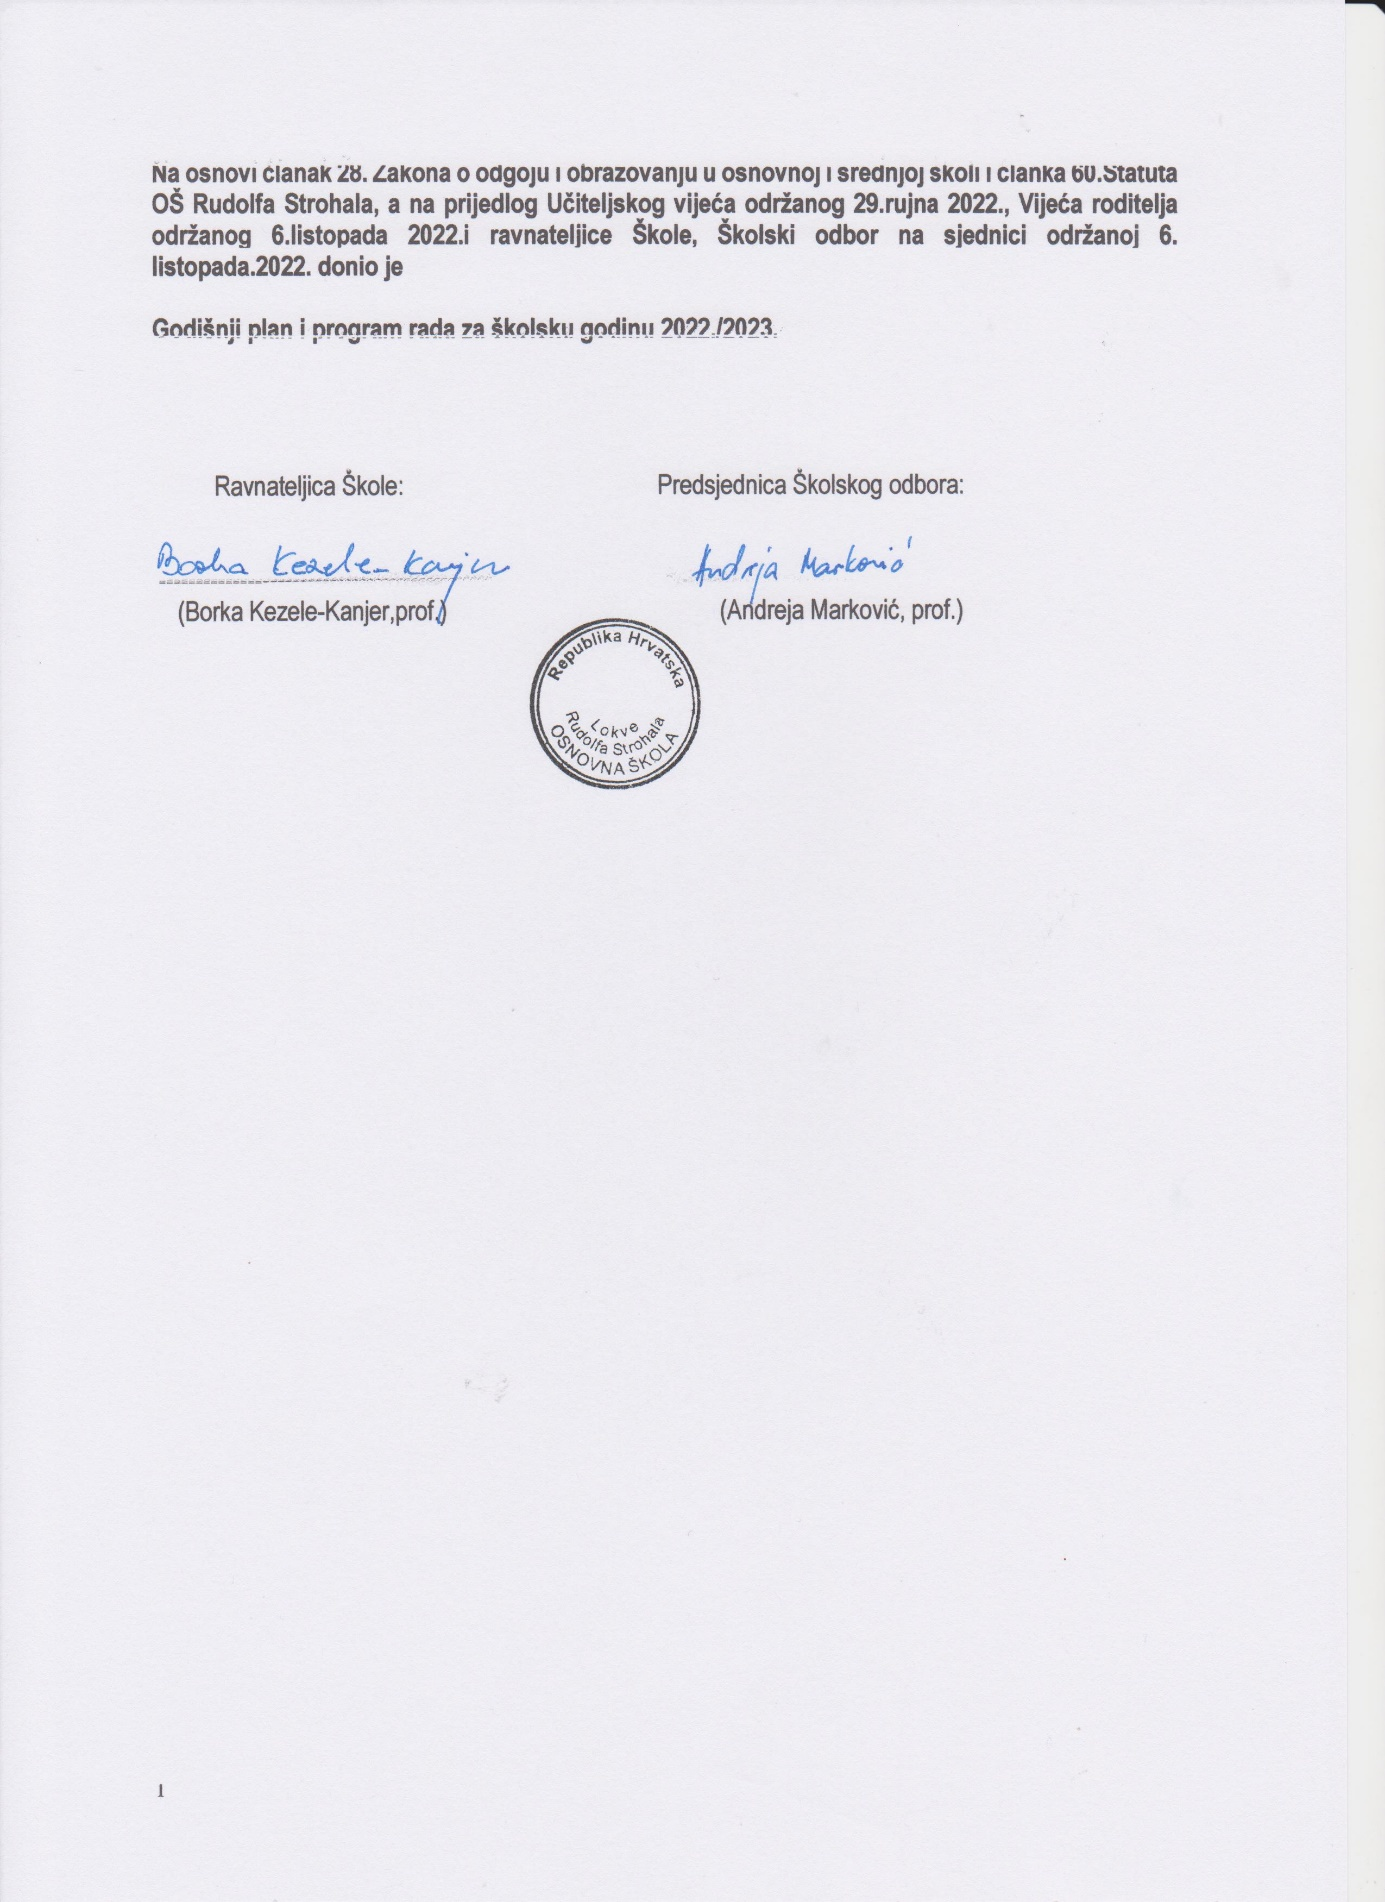 Na osnovi članak 28. Zakona o odgoju i obrazovanju u osnovnoj i srednjoj školi i članka 60.Statuta
OŠ Rudolfa Strohala, a na prijedlog Učiteljskog vijeća održanog 29.rujna 2022., Vijeća roditelja
održanog 6.listopada 2022.i ravnateljice Škole, Školski odbor na sjednici održanoj 6.
listopada.2022. donio je
Godišnji plan i program rada za školsku godinu 2022./2023.
Ravnateljica Škole:
Predsjednica Školskog odbora:
Borka Kezele-Kanjer
Andreja Marković
(Borka Kezele-Kanjer,prof.)
(Andreja Marković, prof.)
Republika Hrvatska
Lokve
Rudolfa Strohala
OSNOVNA ŠKOLA
1